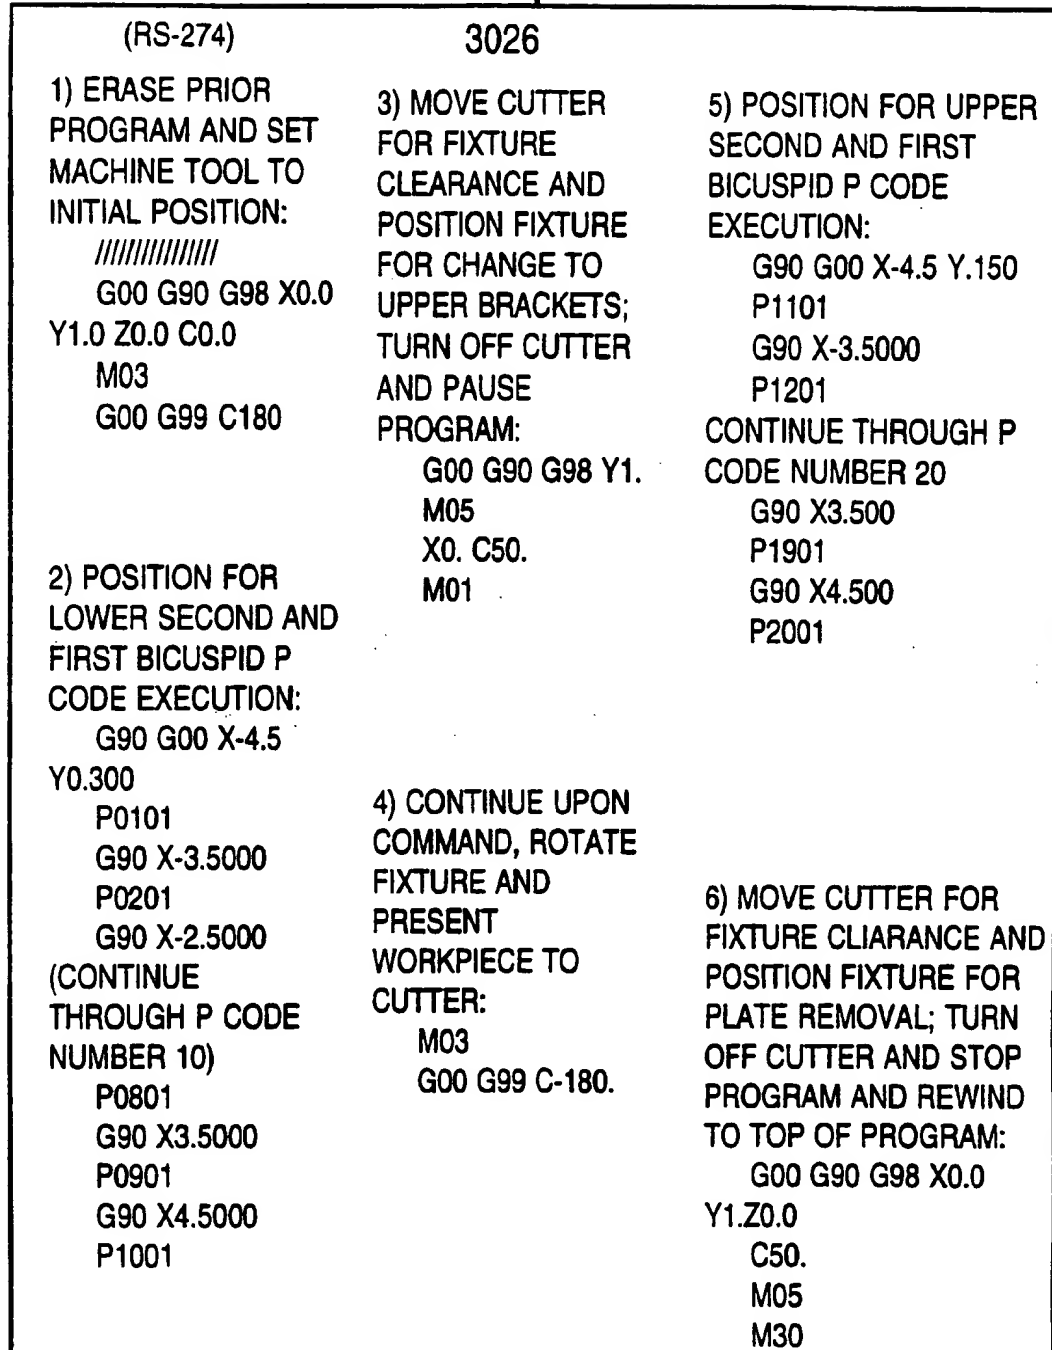 (RS-274)
3026
1) ERASE PRIOR
PROGRAM AND SET
MACHINE TOOL TO
INITIAL POSITION:
////////////////
G00 G90 G98 X0.0
Y1.0 Z0.0 C0.0
M03
G00 G99 C180
2) POSITION FOR
LOWER SECOND AND
FIRST BICUSPID P
CODE EXECUTION:
G90 G00 X-4.5
Y0.300
P0101
G90 X-3.5000
P0201
G90 X-2.5000
(CONTINUE
THROUGH P CODE
NUMBER 10)
P0801
G90 X3.5000
P0901
G90 X4.5000
P1001
3) MOVE CUTTER
FOR FIXTURE
CLEARANCE AND
POSITION FIXTURE
FOR CHANGE TO
UPPER BRACKETS;
TURN OFF CUTTER
AND PAUSE
PROGRAM:
G00 G90 G98 Y1.
M05
X0. C50.
M01
4) CONTINUE UPON
COMMAND, ROTATE
FIXTURE AND
PRESENT
WORKPIECE TO
CUTTER:
M03
G00 G99 C-180.
5) POSITION FOR UPPER
SECOND AND FIRST
BICUSPID P CODE
EXECUTION:
G90 G00 X-4.5 Y.150
P1101
G90 X-3.5000
P1201
CONTINUE THROUGH P
CODE NUMBER 20
G90 X3.500
P1901
G90 X4.500
P2001
6) MOVE CUTTER FOR
FIXTURE CLIARANCE AND
POSITION FIXTURE FOR
PLATE REMOVAL; TURN
OFF CUTTER AND STOP
PROGRAM AND REWIND
TO TOP OF PROGRAM:
G00 G90 G98 X0.0
Y1.Z0.0
C50.
M05
M30